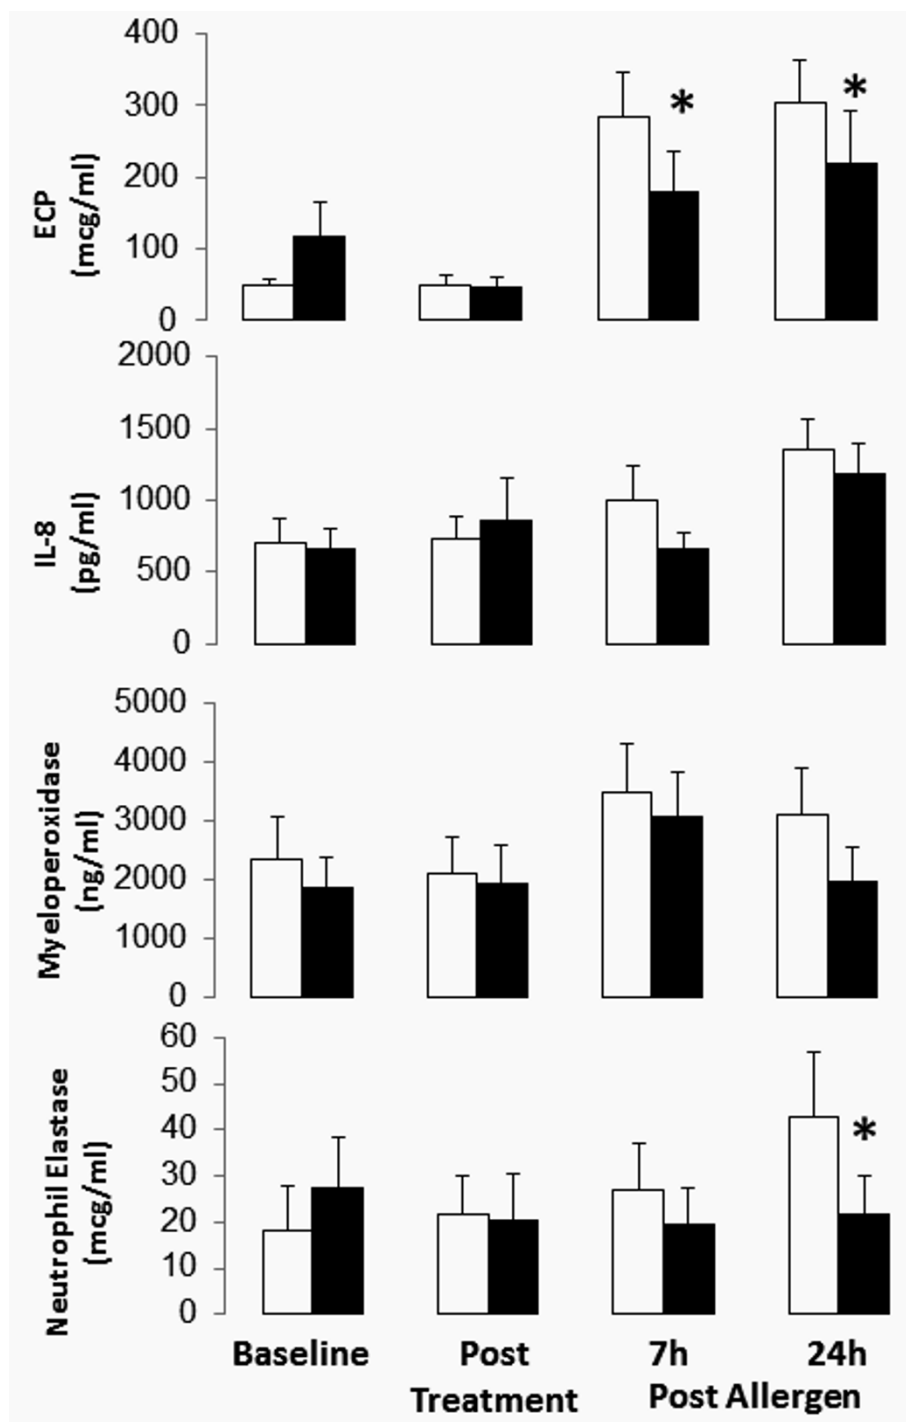 400
300
200
100
0
ECP
(mcg/ml)
*
*
2000
1500
1000
500
0
IL-8
(pg/ml)
5000
4000
3000
2000
1000
0
Myeloperoxidase
(ng/ml)
60
50
40
30
20
10
0
Neutrophil Elastase
(mcg/ml)
*
Baseline
Post
Treatment
7h
24h
Post Allergen